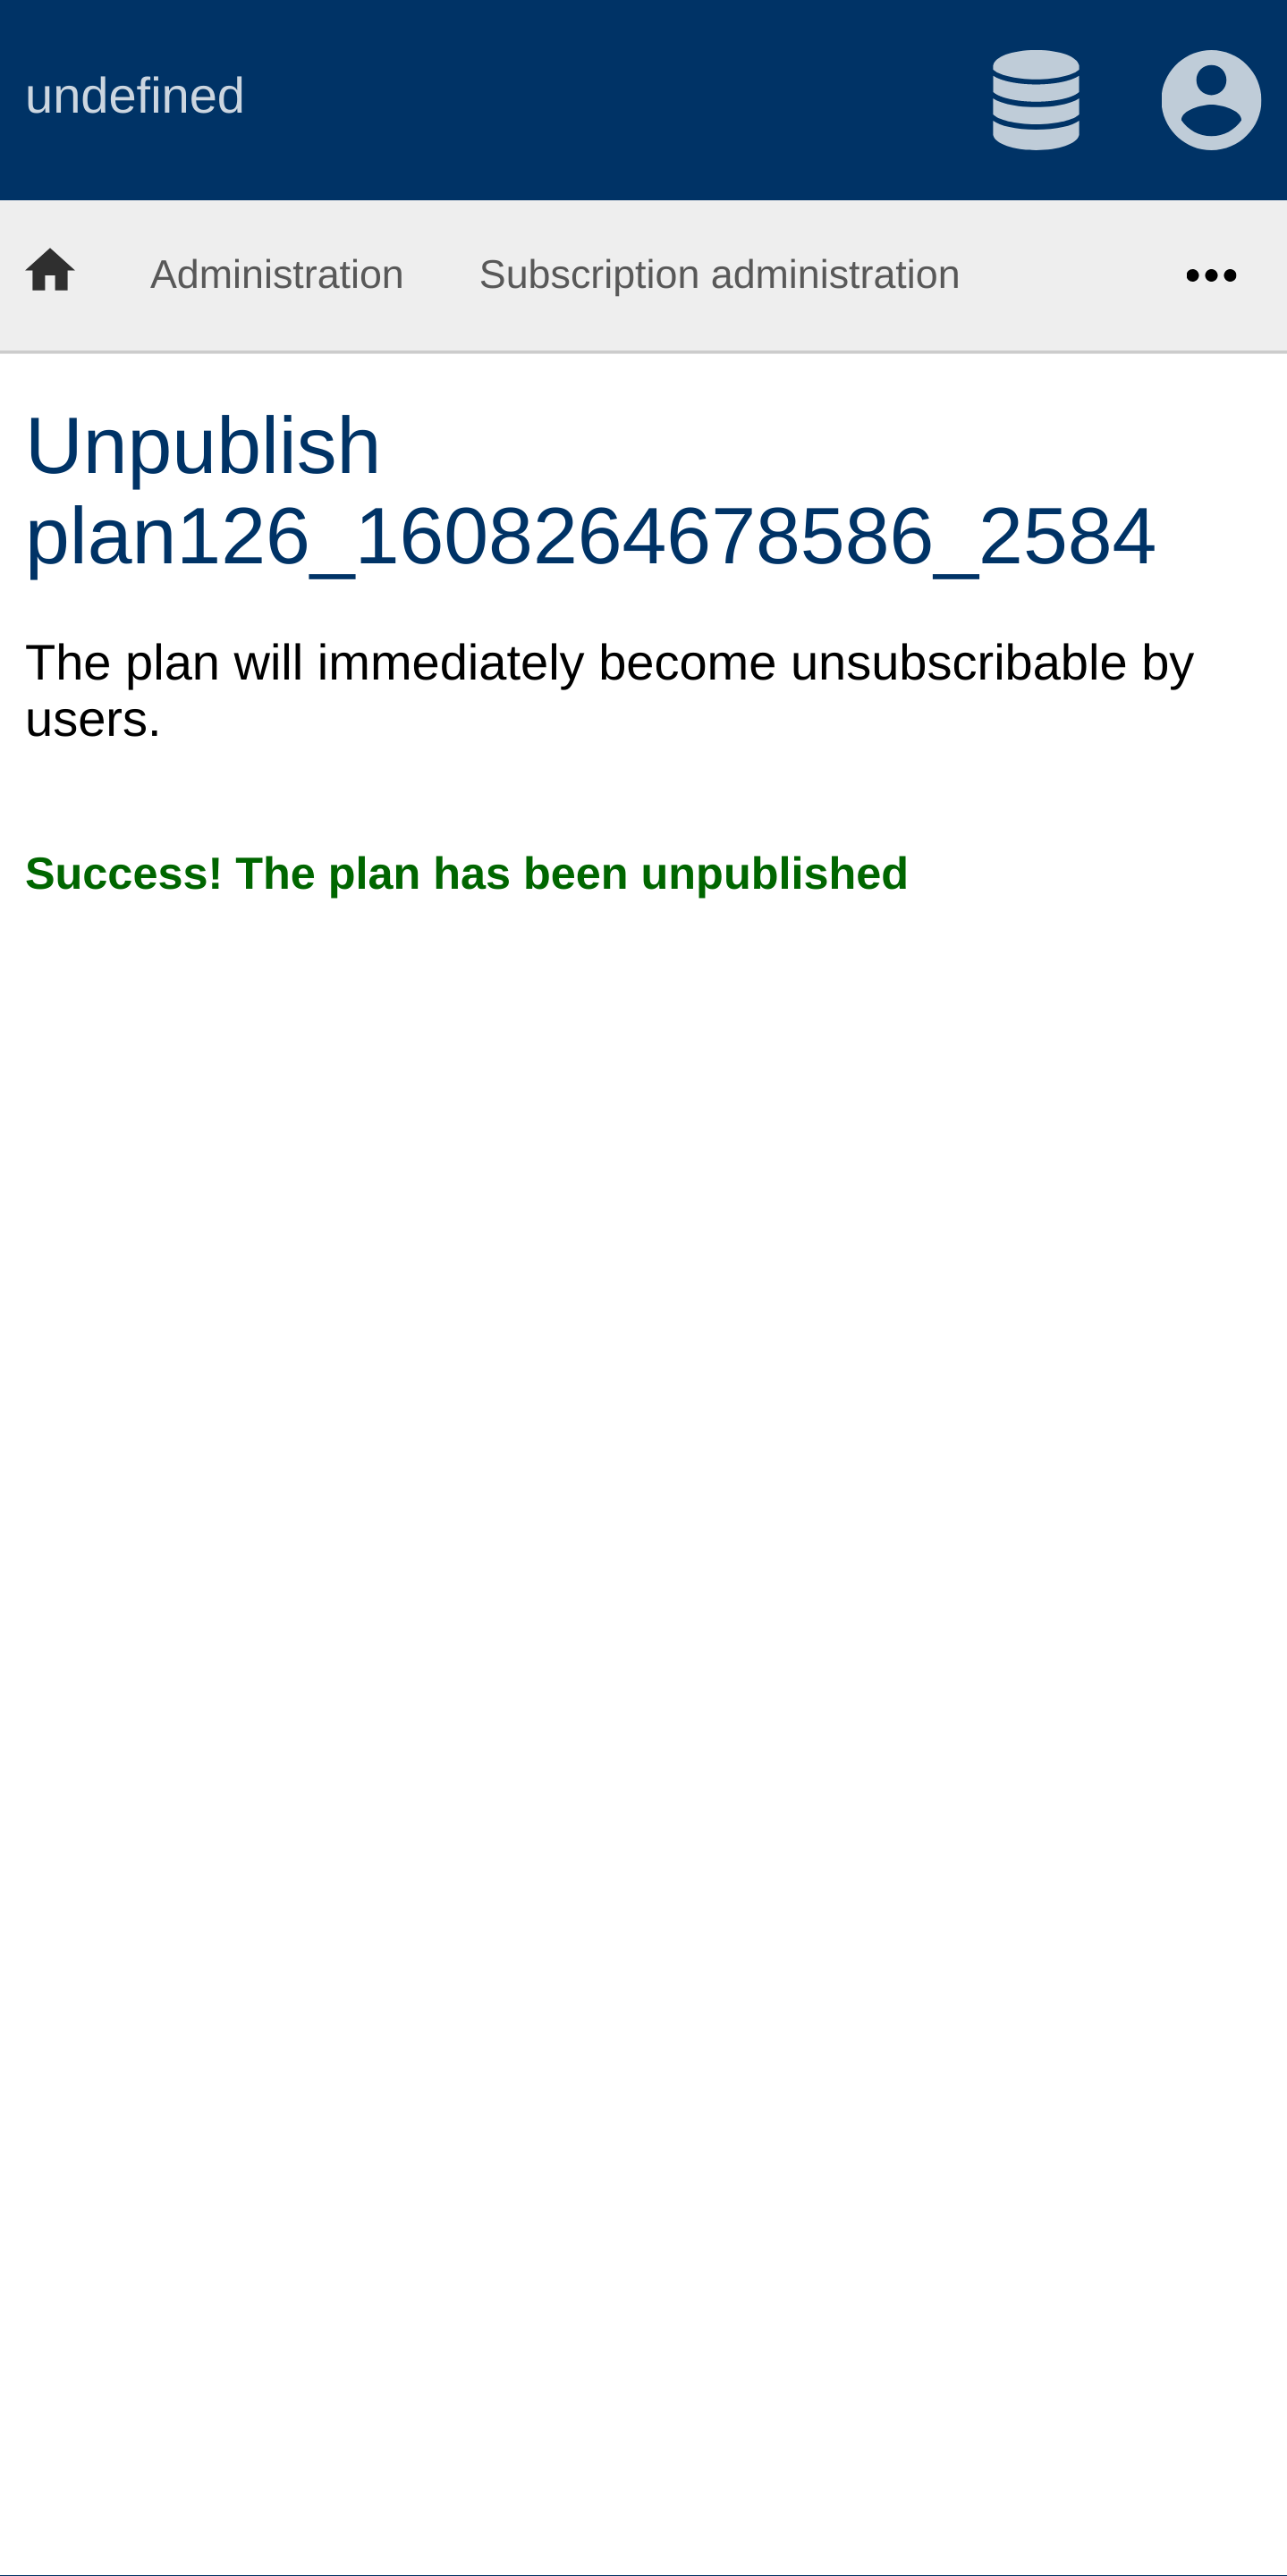 undefined
Administration Subscription administration
Unpublish
plan126_1608264678586_2584
The plan will immediately become unsubscribable by
users.
Success! The plan has been unpublished